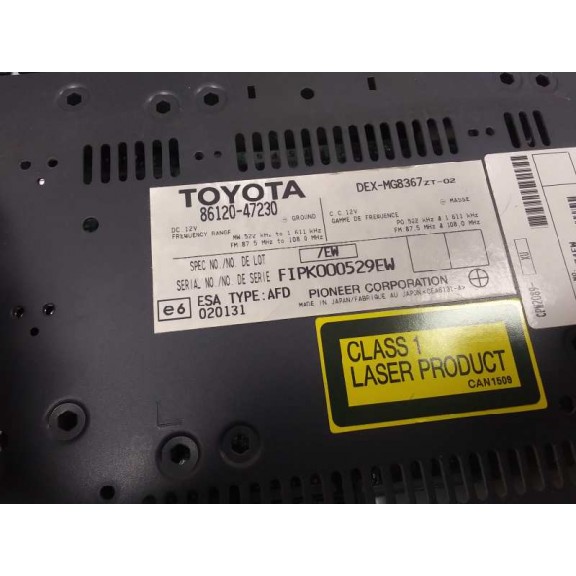 TOYOTA
86120-47230
DEX-MG8367ZT-02
DC 12V
GROUND
C.C. 12V
MASSE
FREQUENCY RANGE
MW 522 kHz to 1 611 kHz
FM 87.5 MHz to 108.0 MHz
GAMME DE FREQUENCE
PO 522 kHz à 1 611 kHz
FM 87.5 MHz à 108.0 MHz
SPEC NO./NO. DE LOT
/EW
SERIAL NO./NO. DE SERIE
FIPK000529EW
e6
ESA TYPE:AFD
020131
PIONEER CORPORATION
MADE IN JAPAN/FABRIQUE AU JAPON
CLASS 1
LASER PRODUCT
CAN1509
XU